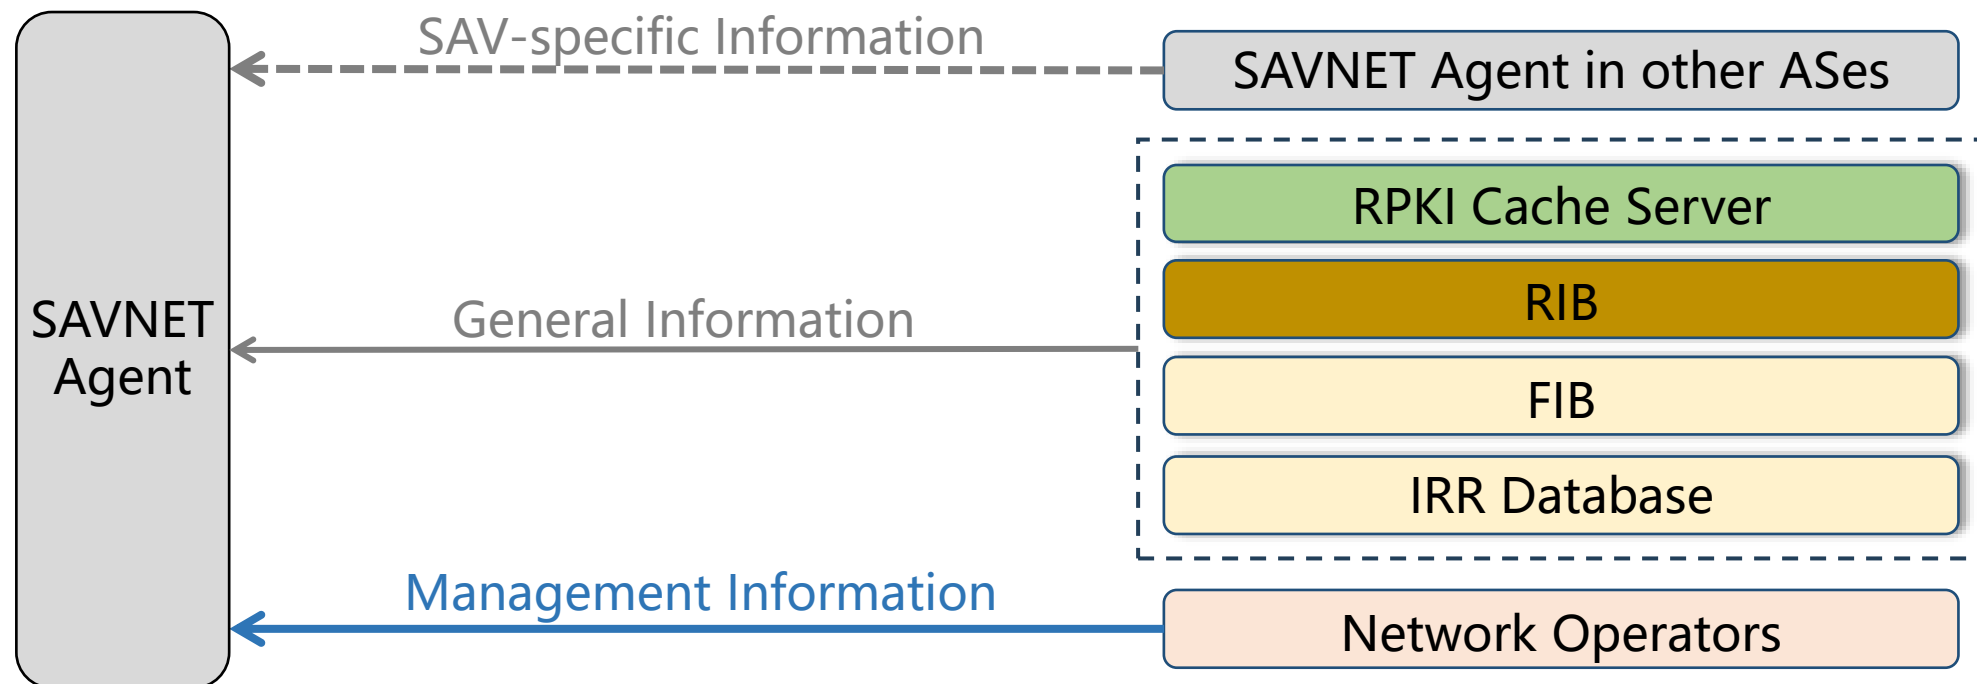 SAV-specific Information
SAVNET Agent in other ASes
RPKI Cache Server
RIB
SAVNET
Agent
General Information
FIB
IRR Database
Management Information
Network Operators